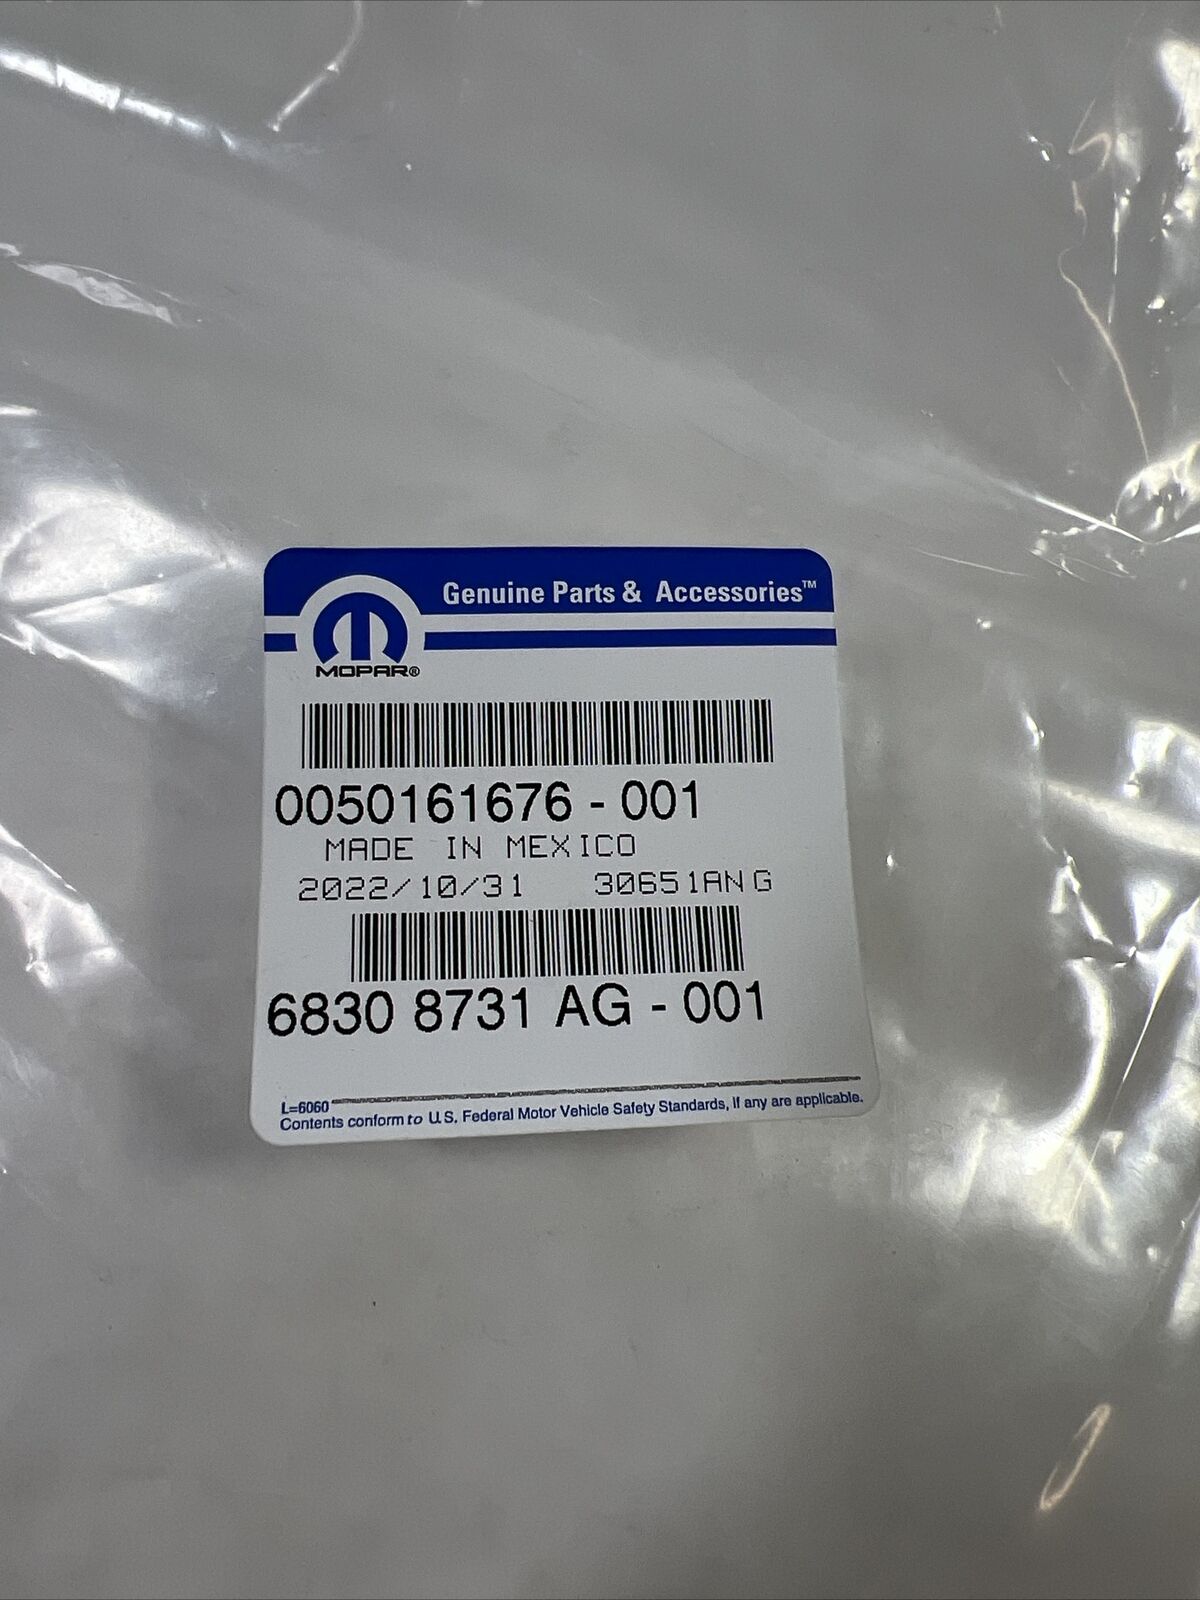 Genuine Parts & Accessories™
MOPAR®
0050161676 - 001
MADE IN MEXICO
2022/10/31 30651ANG
6830 8731 AG - 001
L=6060
Contents conform to U.S. Federal Motor Vehicle Safety Standards, if any are applicable.